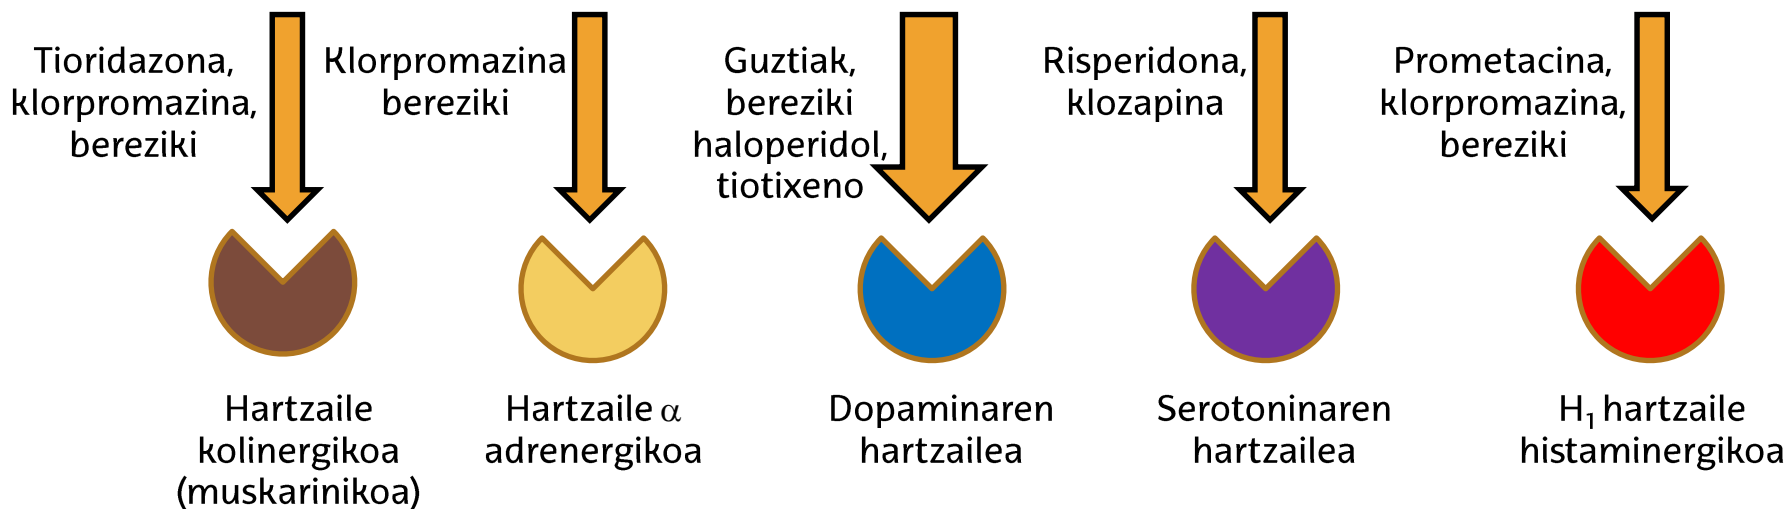 Tioridazona,
klorpromazina,
bereziki
Klorpromazina
bereziki
Guztiak,
bereziki
haloperidol,
tiotixeno
Risperidona,
klozapina
Prometacina,
klorpromazina,
bereziki
Hartzaile
kolinergikoa
(muskarinikoa)
Hartzaile α
adrenergikoa
Dopaminaren
hartzailea
Serotoninaren
hartzailea
H₁ hartzaile
histaminergikoa